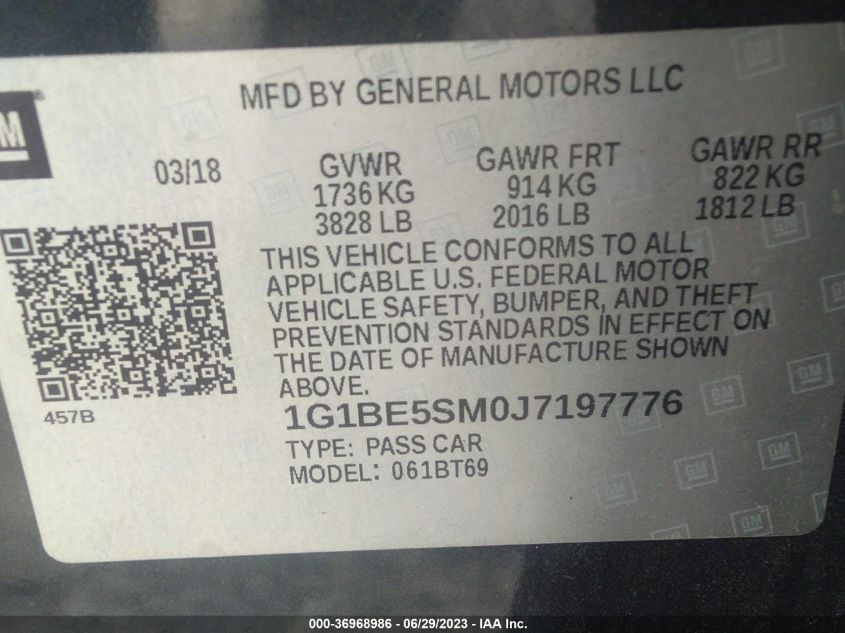 MFD BY GENERAL MOTORS LLC
GM
03/18
GVWR GAWR FRT GAWR RR
1736 KG 914 KG 822 KG
3828 LB 2016 LB 1812 LB
THIS VEHICLE CONFORMS TO ALL
APPLICABLE U.S. FEDERAL MOTOR
VEHICLE SAFETY, BUMPER, AND THEFT
PREVENTION STANDARDS IN EFFECT ON
THE DATE OF MANUFACTURE SHOWN
ABOVE.
457B
1G1BE5SM0J7197776
TYPE: PASS CAR
MODEL: 061BT69
000-36968986 / 06/29/2023 - IAA Inc.